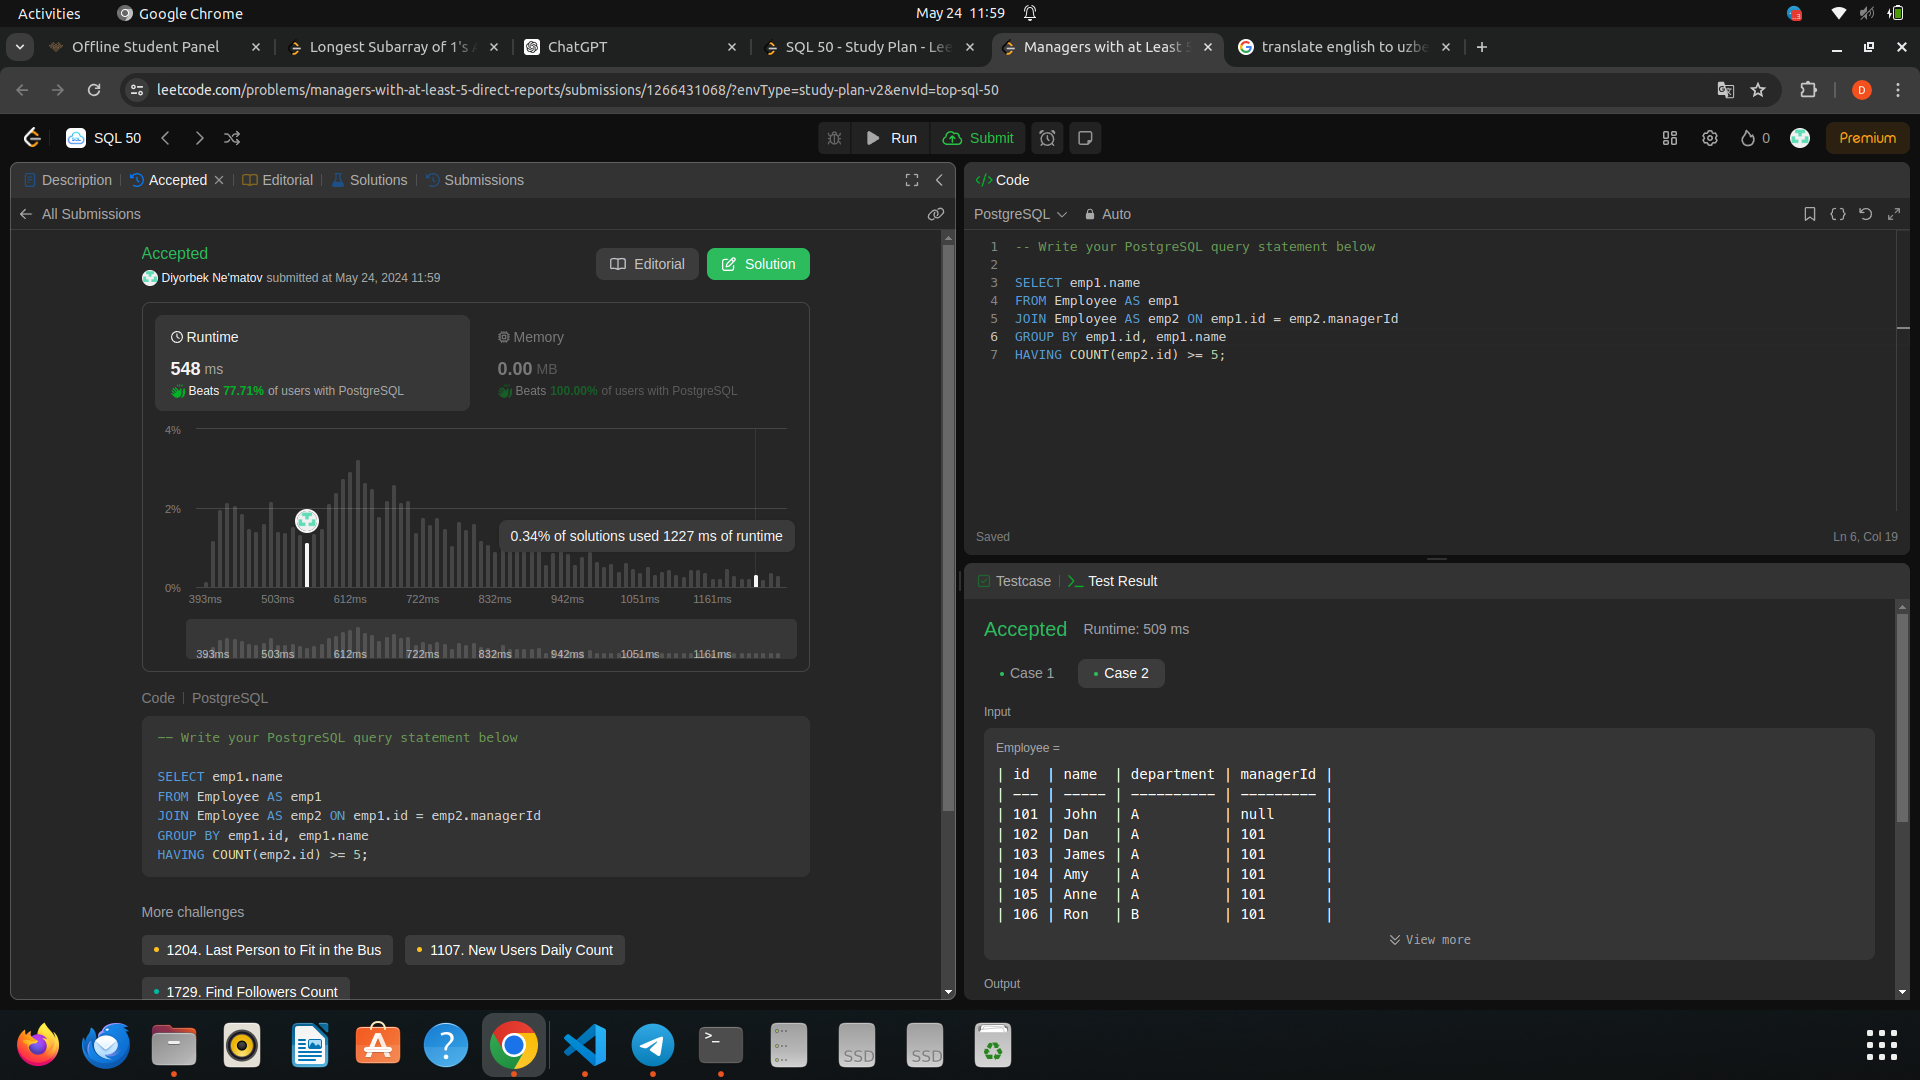 Activities Google Chrome May 24 11:59
Offline Student Panel Longest Subarray of 1's ChatGPT SQL 50 - Study Plan - Lee Managers with at Least translate english to uzbe
leetcode.com/problems/managers-with-at-least-5-direct-reports/submissions/1266431068/?envType=study-plan-v2&envId=top-sql-50 D
SQL 50 Run Submit 0 Premium
Description Accepted Editorial Solutions Submissions
All Submissions
Accepted
Diyorbek Ne'matov submitted at May 24, 2024 11:59
Editorial Solution
Runtime
548 ms
Beats 77.71% of users with PostgreSQL
Memory
0.00 MB
Beats 100.00% of users with PostgreSQL
4%
2%
0.34% of solutions used 1227 ms of runtime
0%
393ms 503ms 612ms 722ms 832ms 942ms 1051ms 1161ms
393ms 503ms 612ms 722ms 832ms 942ms 1051ms 1161ms
Code PostgreSQL
-- Write your PostgreSQL query statement below
SELECT emp1.name
FROM Employee AS emp1
JOIN Employee AS emp2 ON emp1.id = emp2.managerId
GROUP BY emp1.id, emp1.name
HAVING COUNT(emp2.id) >= 5;
More challenges
1204. Last Person to Fit in the Bus 1107. New Users Daily Count
1729. Find Followers Count
Code
PostgreSQL Auto
1 -- Write your PostgreSQL query statement below
2
3 SELECT emp1.name
4 FROM Employee AS emp1
5 JOIN Employee AS emp2 ON emp1.id = emp2.managerId
6 GROUP BY emp1.id, emp1.name
7 HAVING COUNT(emp2.id) >= 5;
Saved Ln 6, Col 19
Testcase Test Result
Accepted Runtime: 509 ms
Case 1 Case 2
Input
Employee =
| id | name | department | managerId |
| --- | ----- | ---------- | --------- |
| 101 | John | A | null |
| 102 | Dan | A | 101 |
| 103 | James | A | 101 |
| 104 | Amy | A | 101 |
| 105 | Anne | A | 101 |
| 106 | Ron | B | 101 |
View more
Output
SSD SSD